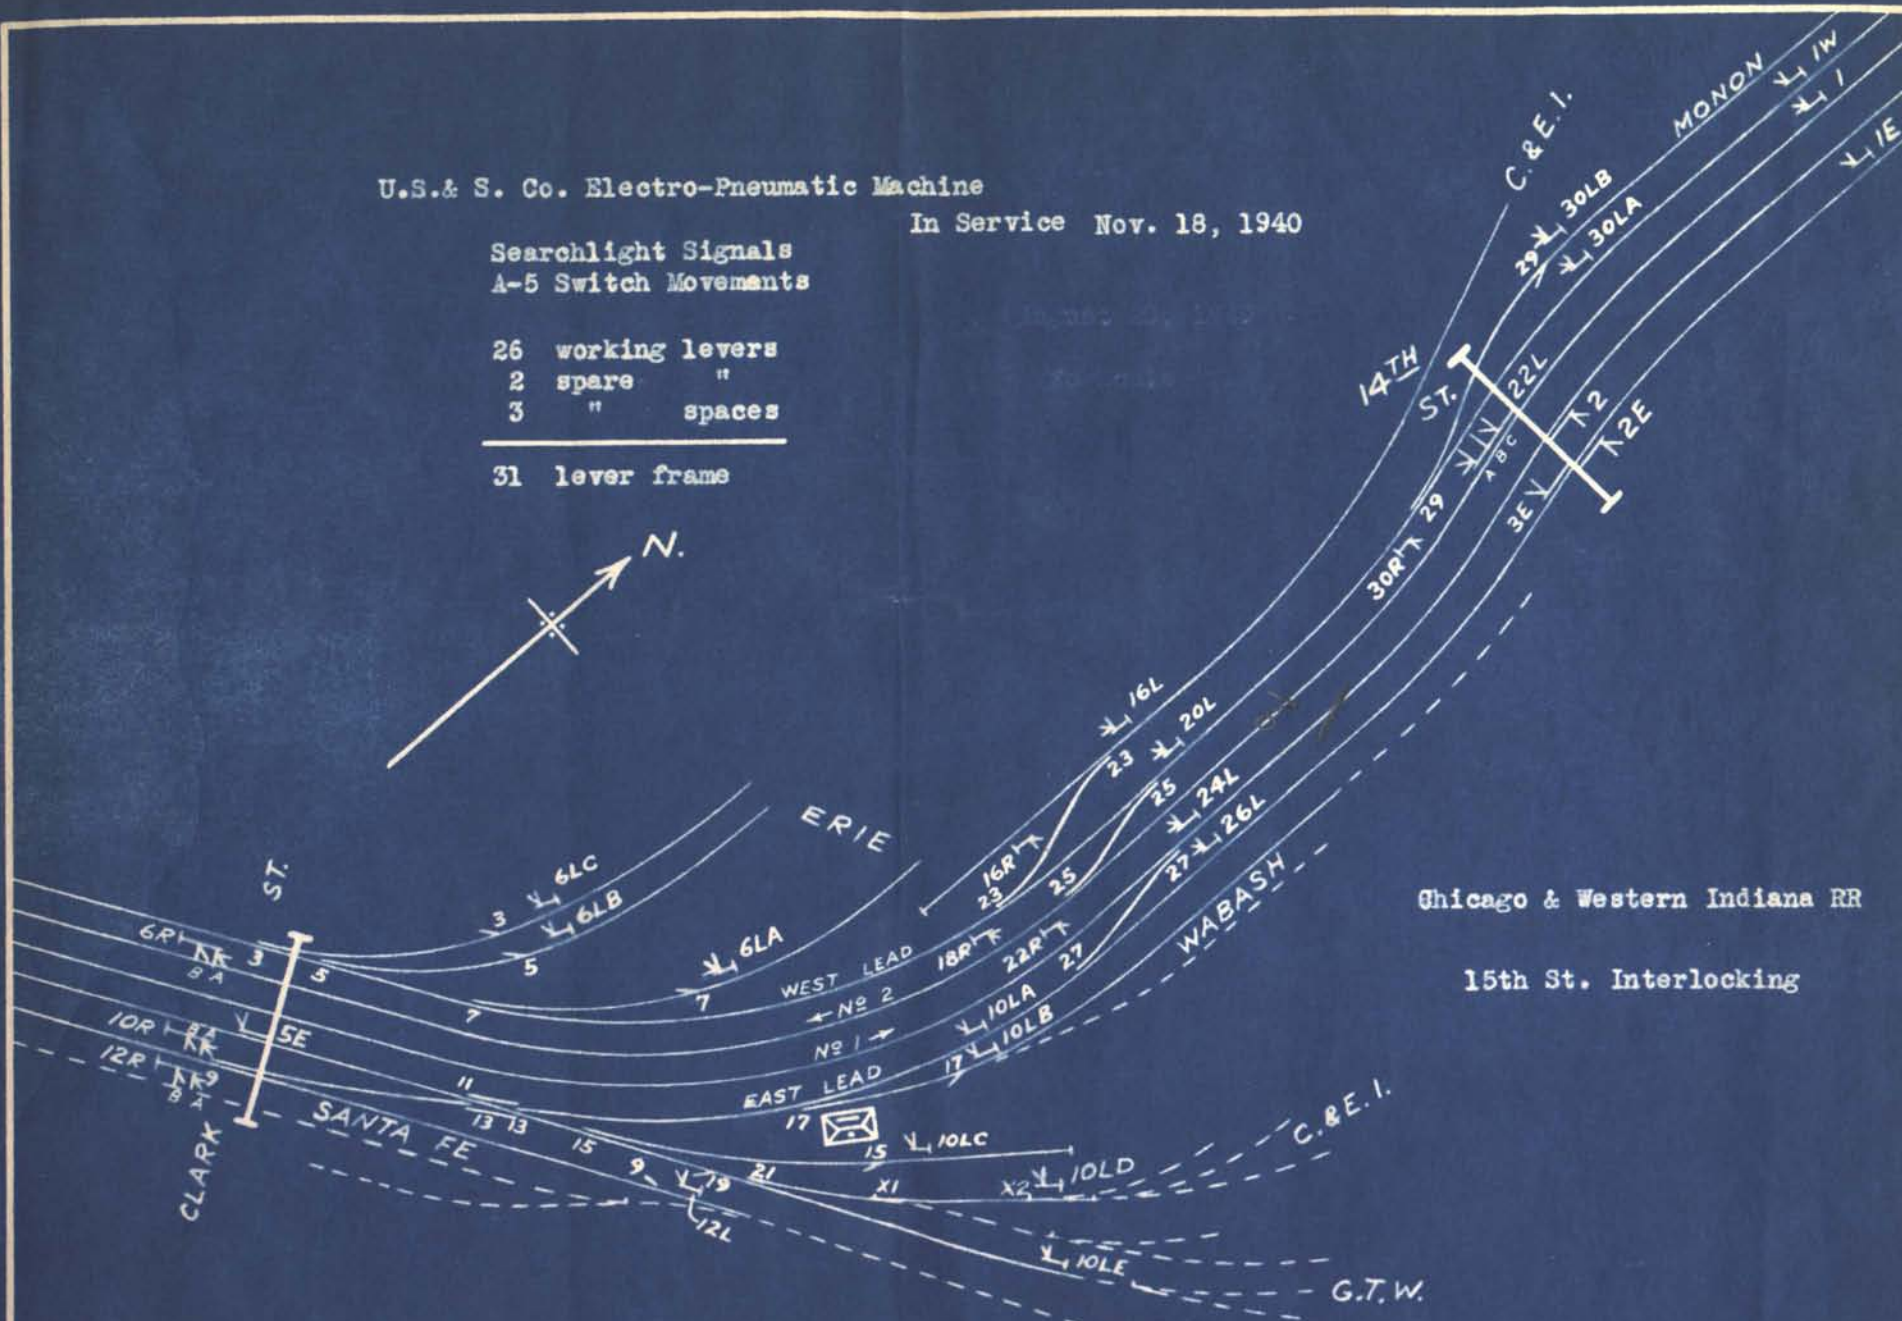 U.S.& S. Co. Electro-Pneumatic Machine
In Service Nov. 18, 1940
Searchlight Signals
A-5 Switch Movements
26 working levers
2 spare "
3 " spaces
31 lever frame
N.
MONON
1W
1
1E
C. & E. I.
30LB
30LA
29
14TH
ST.
22L
A B C
2
2E
3E
29
30R
16L
20L
23
25
24L
26L
27
16R
23
25
18R
22R
27
WABASH
ERIE
6LC
6LB
6LA
3
5
7
ST.
6R
B A
3
5
7
WEST LEAD
← Nº 2
Nº 1 →
EAST LEAD
10LA
10LB
17
17
10R
B A
5E
12R
B A
9
CLARK
SANTA FE
11
13 13
15
9
19
12L
21
15
10LC
X1
X2
10LD
10LE
C. & E. I.
G.T.W.
Chicago & Western Indiana RR
15th St. Interlocking